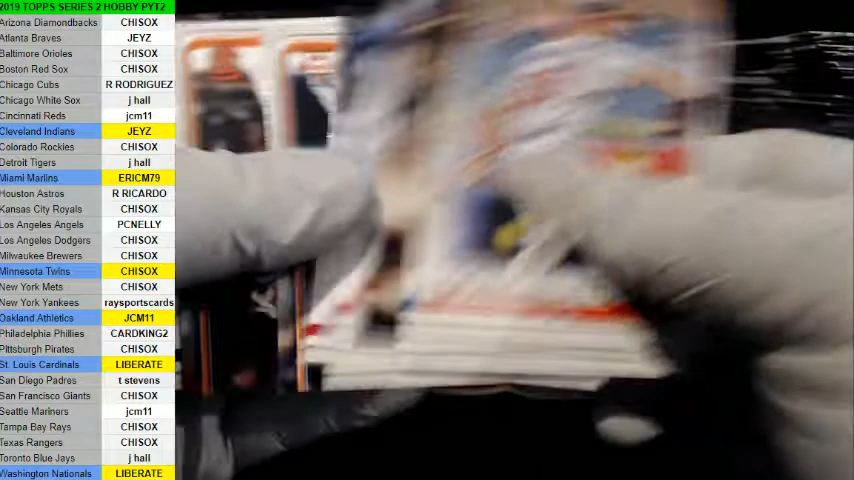 2019 TOPPS SERIES 2 HOBBY PYT2
Arizona Diamondbacks CHISOX
Atlanta Braves JEYZ
Baltimore Orioles CHISOX
Boston Red Sox CHISOX
Chicago Cubs R RODRIGUEZ
Chicago White Sox j hall
Cincinnati Reds jcm11
Cleveland Indians JEYZ
Colorado Rockies CHISOX
Detroit Tigers j hall
Miami Marlins ERICM79
Houston Astros R RICARDO
Kansas City Royals CHISOX
Los Angeles Angels PCNELLY
Los Angeles Dodgers CHISOX
Milwaukee Brewers CHISOX
Minnesota Twins CHISOX
New York Mets CHISOX
New York Yankees raysportscards
Oakland Athletics JCM11
Philadelphia Phillies CARDKING2
Pittsburgh Pirates CHISOX
St. Louis Cardinals LIBERATE
San Diego Padres t stevens
San Francisco Giants CHISOX
Seattle Mariners jcm11
Tampa Bay Rays CHISOX
Texas Rangers CHISOX
Toronto Blue Jays j hall
Washington Nationals LIBERATE